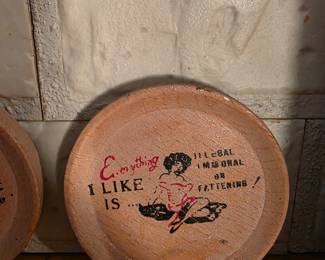 Everything
I LIKE
IS ...
ILLEGAL
IMMORAL
OR
FATTENING!